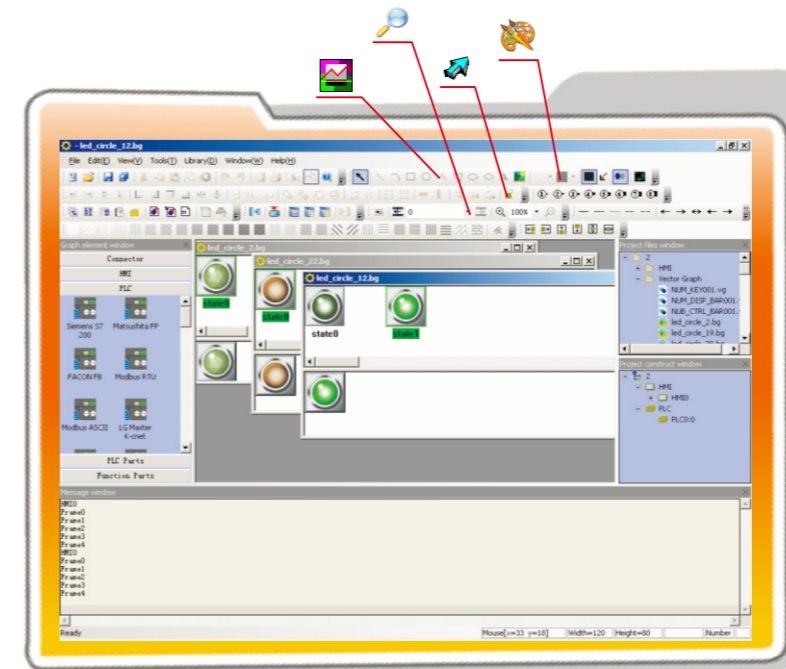 - led_circle_12.bg
File Edit(E) View(V) Tools(T) Library(D) Window(W) Help(H)
0
100%
Graph element window
Connector
HMI
PLC
Semens S7
200
Matsushita FP
FACON FB
Modbus RTU
Modbus ASCII
LG Master
K-cnet
PLC Parts
Function Parts
led_circle_2.bg
state0
led_circle_22.bg
state0
led_circle_12.bg
state0
state1
Project files window
2
HMI
Vector Graph
NUM_KEY001.vg
NUM_DISP_BAR001.
NUB_CTRL_BAR001.
led_circle_2.bg
led_circle_19.bg
Project construct window
2
HMI
HMI0
PLC
PLC0:0
Message window
HMI0
Frame0
Frame1
Frame2
Frame3
Frame4
HMI0
Frame0
Frame1
Frame2
Frame3
Frame4
Ready
Mouse[x=33 y=18] Width=120 Height=80 Number